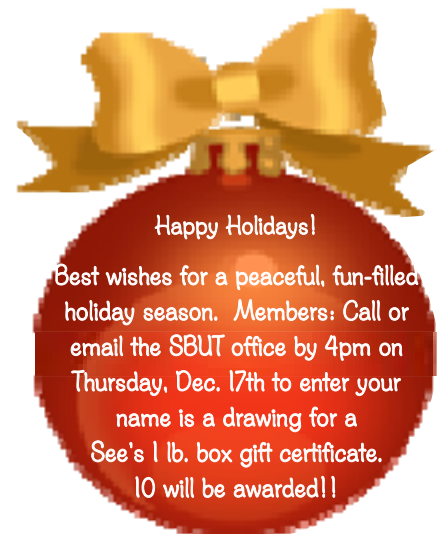 Happy Holidays!
Best wishes for a peaceful, fun-filled
holiday season.  Members: Call or
email the SBUT office by 4pm on
Thursday, Dec. 17th to enter your
name is a drawing for a
See's 1 lb. box gift certificate.
10 will be awarded!!